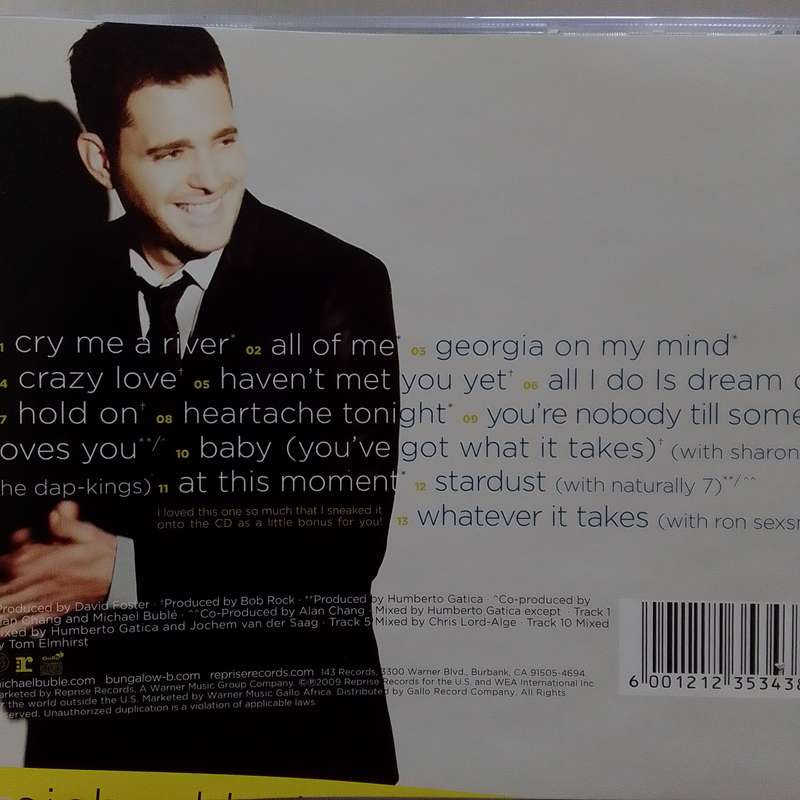 1 cry me a river* 02 all of me* 03 georgia on my mind*
4 crazy love† 05 haven't met you yet† 06 all I do Is dream
7 hold on† 08 heartache tonight* 09 you're nobody till some
oves you**/^ 10 baby (you've got what it takes)† (with sharon
he dap-kings) 11 at this moment* 12 stardust (with naturally 7)**/^^
I loved this one so much that I sneaked it
onto the CD as a little bonus for you! 13 whatever it takes (with ron sexs
Produced by David Foster · †Produced by Bob Rock · **Produced by Humberto Gatica · ^Co-produced by
an Chang and Michael Bublé · ^^Co-Produced by Alan Chang Mixed by Humberto Gatica except · Track 1
ixed by Humberto Gatica and Jochem van der Saag · Track 5 Mixed by Chris Lord-Alge · Track 10 Mixed
y Tom Elmhirst
ichaelbuble.com bungalow-b.com repriserecords.com 143 Records, 3300 Warner Blvd., Burbank, CA 91505-4694.
arketed by Reprise Records. A Warner Music Group Company. ©℗2009 Reprise Records for the U.S. and WEA International Inc.
r the world outside the U.S. Marketed by Warner Music Gallo Africa. Distributed by Gallo Record Company. All Rights
served. Unauthorized duplication is a violation of applicable laws.
6 001212 353438